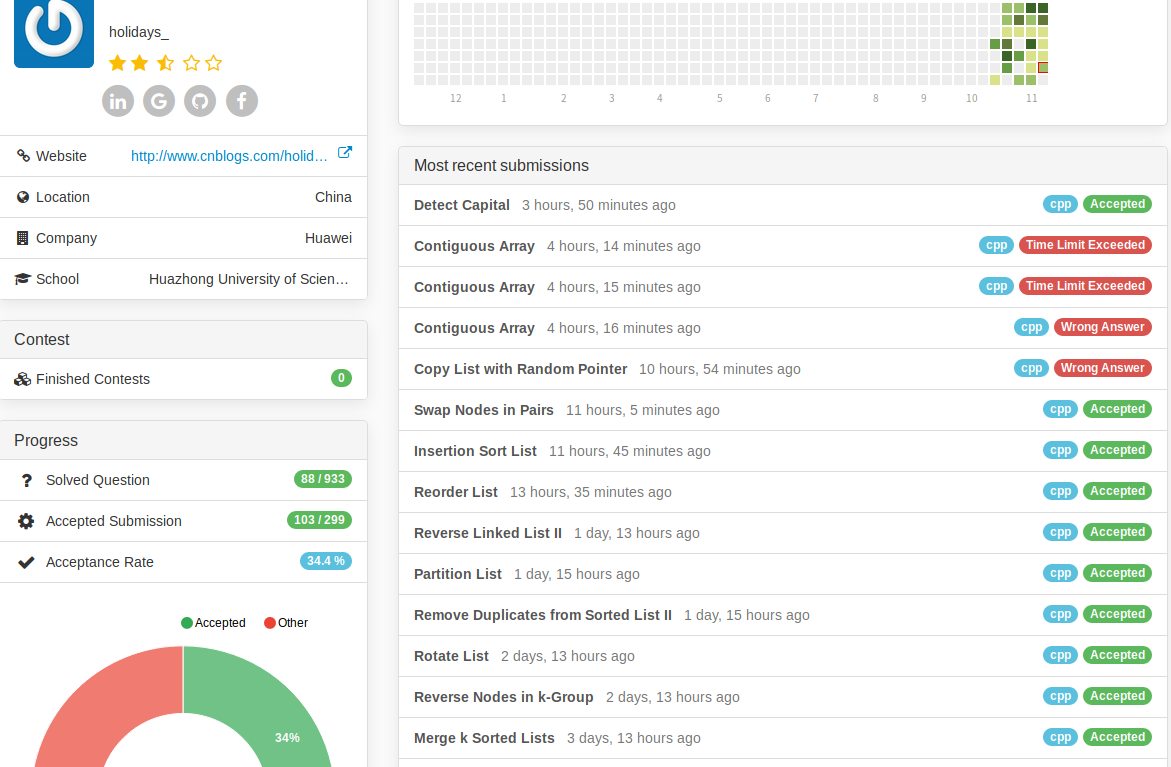 holidays_
Website http://www.cnblogs.com/holid...
Location China
Company Huawei
School Huazhong University of Scien...
Contest
Finished Contests 0
Progress
? Solved Question 88 / 933
Accepted Submission 103 / 299
Acceptance Rate 34.4 %
Accepted Other
34%
12 1 2 3 4 5 6 7 8 9 10 11
Most recent submissions
Detect Capital 3 hours, 50 minutes ago cpp Accepted
Contiguous Array 4 hours, 14 minutes ago cpp Time Limit Exceeded
Contiguous Array 4 hours, 15 minutes ago cpp Time Limit Exceeded
Contiguous Array 4 hours, 16 minutes ago cpp Wrong Answer
Copy List with Random Pointer 10 hours, 54 minutes ago cpp Wrong Answer
Swap Nodes in Pairs 11 hours, 5 minutes ago cpp Accepted
Insertion Sort List 11 hours, 45 minutes ago cpp Accepted
Reorder List 13 hours, 35 minutes ago cpp Accepted
Reverse Linked List II 1 day, 13 hours ago cpp Accepted
Partition List 1 day, 15 hours ago cpp Accepted
Remove Duplicates from Sorted List II 1 day, 15 hours ago cpp Accepted
Rotate List 2 days, 13 hours ago cpp Accepted
Reverse Nodes in k-Group 2 days, 13 hours ago cpp Accepted
Merge k Sorted Lists 3 days, 13 hours ago cpp Accepted